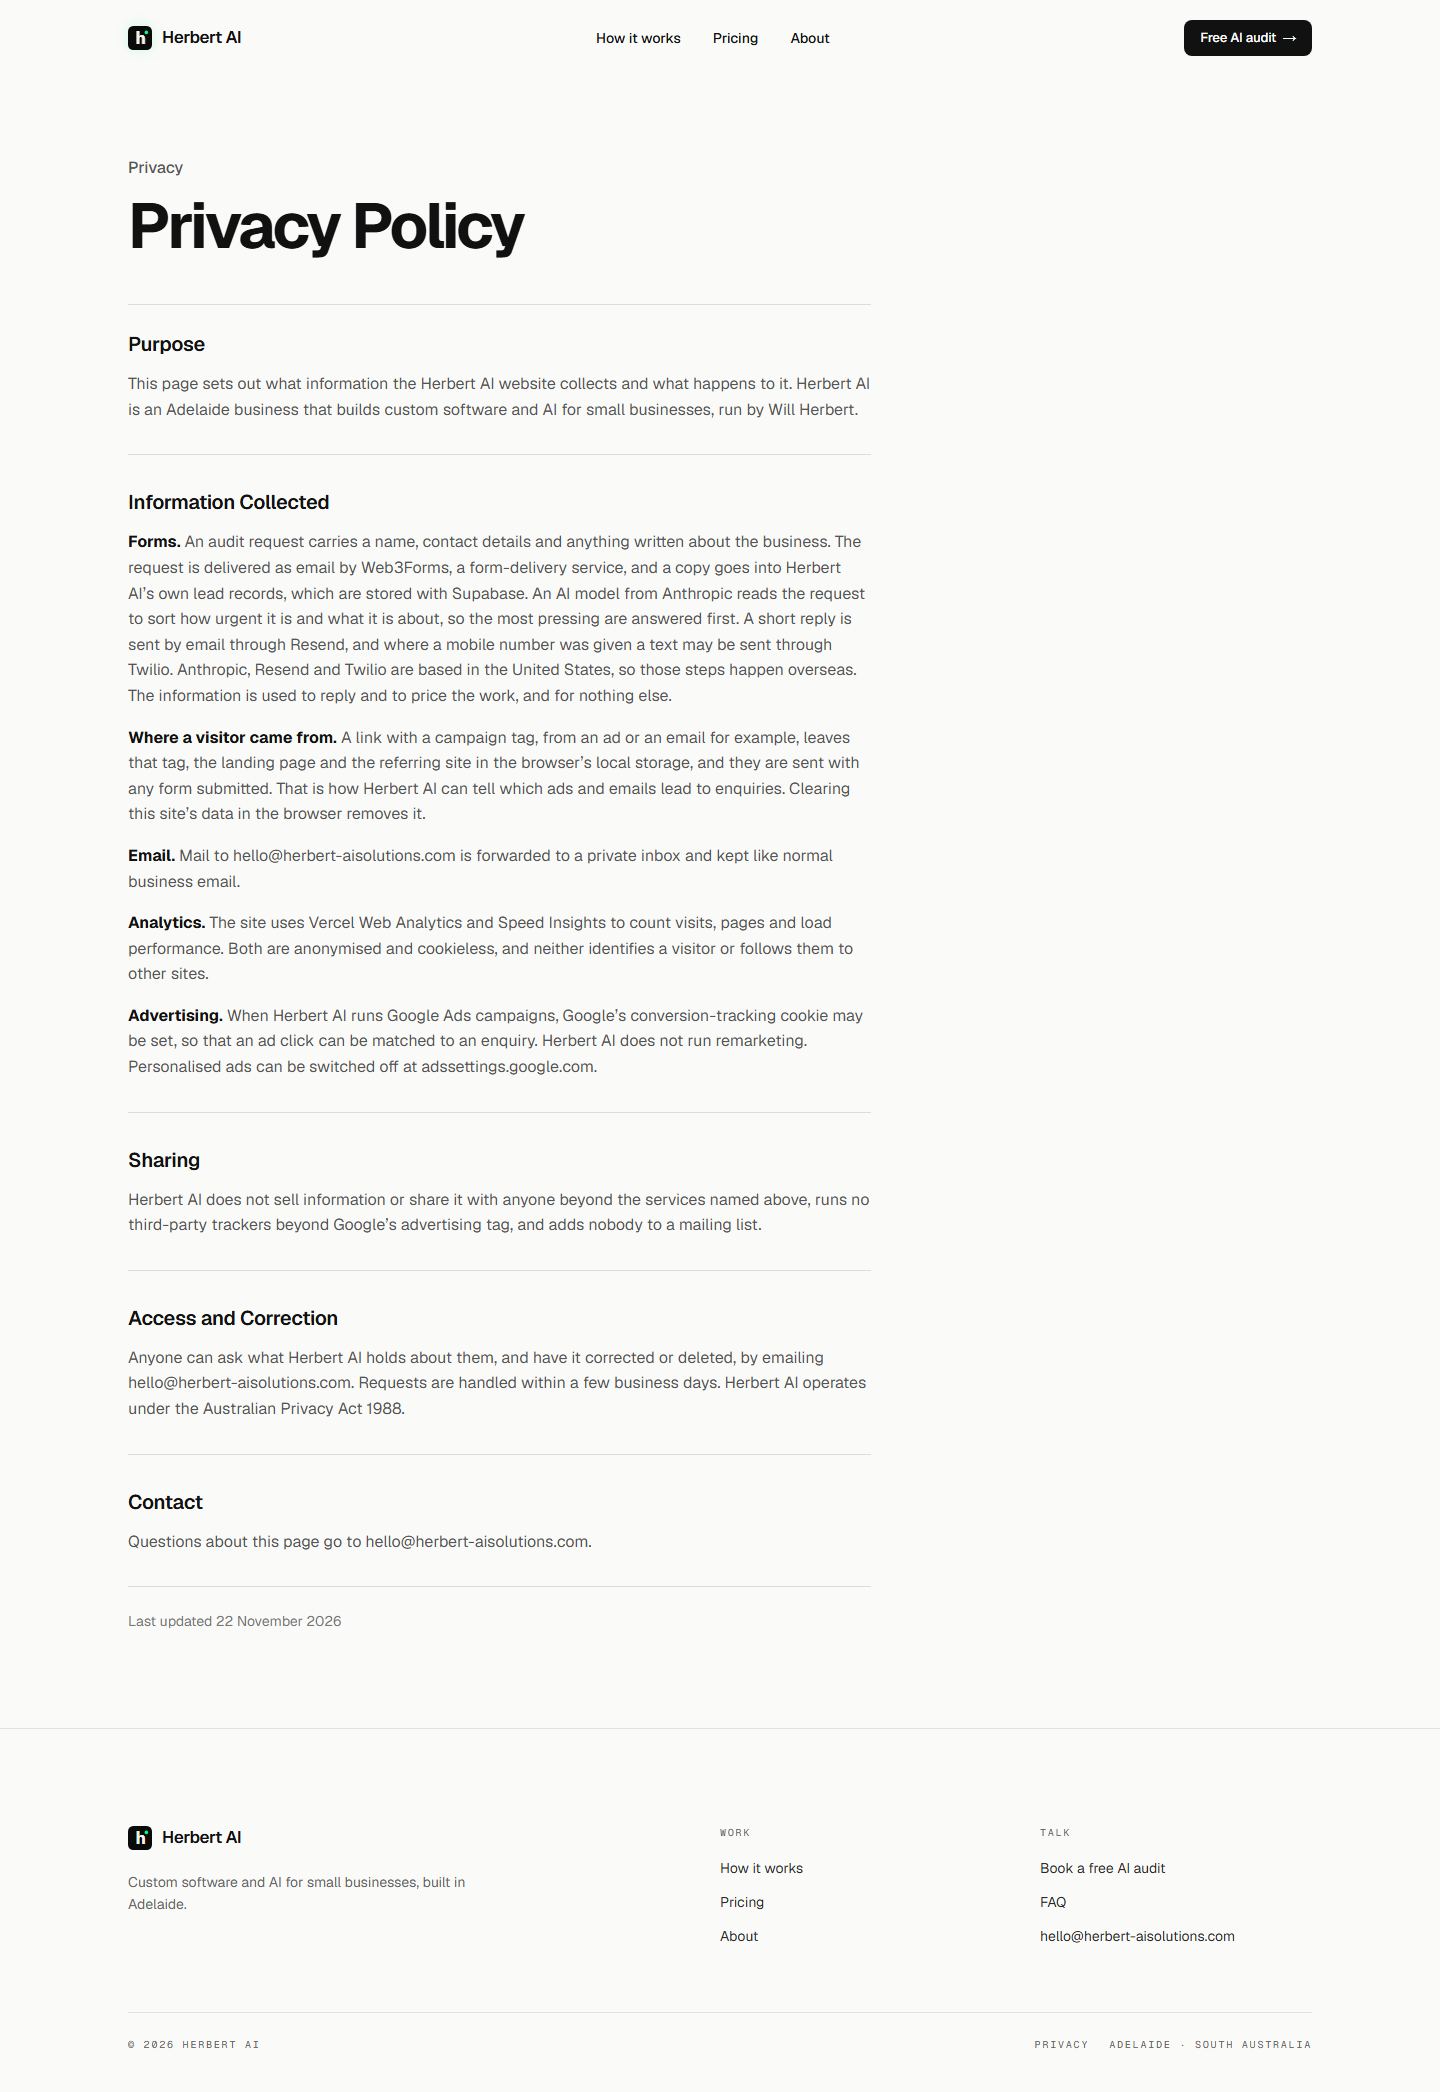 Herbert AI
How it works
Pricing
About
Free AI audit →
Privacy
Privacy Policy
Purpose
This page sets out what information the Herbert AI website collects and what happens to it. Herbert AI
is an Adelaide business that builds custom software and AI for small businesses, run by Will Herbert.
Information Collected
Forms. An audit request carries a name, contact details and anything written about the business. The
request is delivered as email by Web3Forms, a form-delivery service, and a copy goes into Herbert
AI’s own lead records, which are stored with Supabase. An AI model from Anthropic reads the request
to sort how urgent it is and what it is about, so the most pressing are answered first. A short reply is
sent by email through Resend, and where a mobile number was given a text may be sent through
Twilio. Anthropic, Resend and Twilio are based in the United States, so those steps happen overseas.
The information is used to reply and to price the work, and for nothing else.
Where a visitor came from. A link with a campaign tag, from an ad or an email for example, leaves
that tag, the landing page and the referring site in the browser’s local storage, and they are sent with
any form submitted. That is how Herbert AI can tell which ads and emails lead to enquiries. Clearing
this site’s data in the browser removes it.
Email. Mail to hello@herbert-aisolutions.com is forwarded to a private inbox and kept like normal
business email.
Analytics. The site uses Vercel Web Analytics and Speed Insights to count visits, pages and load
performance. Both are anonymised and cookieless, and neither identifies a visitor or follows them to
other sites.
Advertising. When Herbert AI runs Google Ads campaigns, Google’s conversion-tracking cookie may
be set, so that an ad click can be matched to an enquiry. Herbert AI does not run remarketing.
Personalised ads can be switched off at adssettings.google.com.
Sharing
Herbert AI does not sell information or share it with anyone beyond the services named above, runs no
third-party trackers beyond Google’s advertising tag, and adds nobody to a mailing list.
Access and Correction
Anyone can ask what Herbert AI holds about them, and have it corrected or deleted, by emailing
hello@herbert-aisolutions.com. Requests are handled within a few business days. Herbert AI operates
under the Australian Privacy Act 1988.
Contact
Questions about this page go to hello@herbert-aisolutions.com.
Last updated 22 November 2026
Herbert AI
Custom software and AI for small businesses, built in
Adelaide.
WORK
How it works
Pricing
About
TALK
Book a free AI audit
FAQ
hello@herbert-aisolutions.com
© 2026 HERBERT AI
PRIVACY
ADELAIDE · SOUTH AUSTRALIA